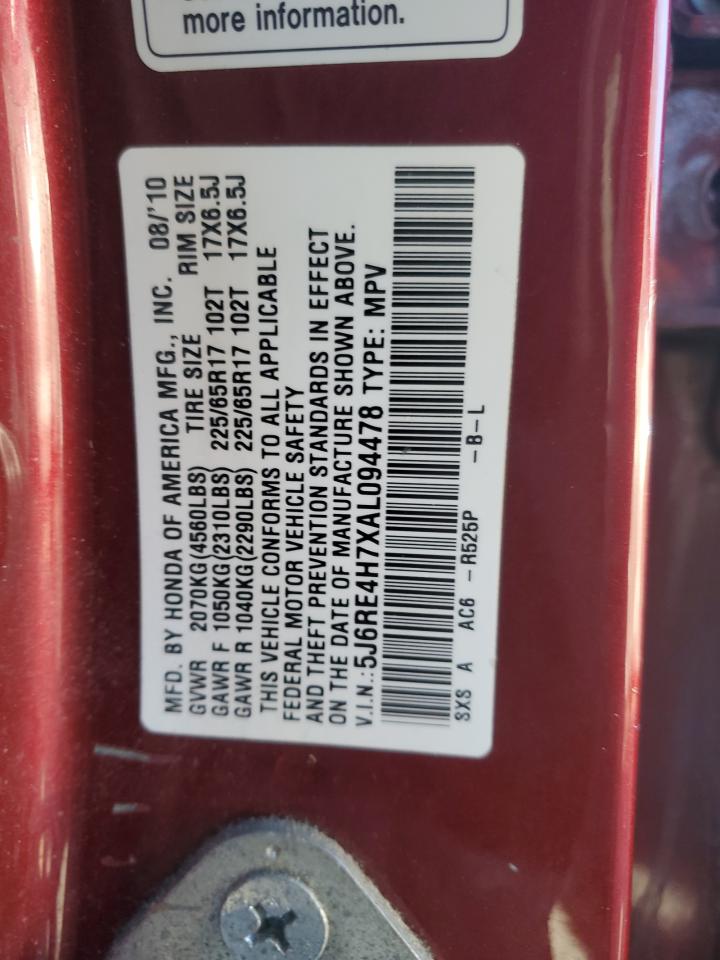 more information.
MFD. BY HONDA OF AMERICA MFG., INC. 08/'10
GVWR 2070KG(4560LBS) TIRE SIZE RIM SIZE
GAWR F 1050KG(2310LBS) 225/65R17 102T 17X6.5J
GAWR R 1040KG(2290LBS) 225/65R17 102T 17X6.5J
THIS VEHICLE CONFORMS TO ALL APPLICABLE
FEDERAL MOTOR VEHICLE SAFETY
AND THEFT PREVENTION STANDARDS IN EFFECT
ON THE DATE OF MANUFACTURE SHOWN ABOVE.
V.I.N.:5J6RE4H7XAL094478 TYPE: MPV
SXS A AC6 -R525P -B-L